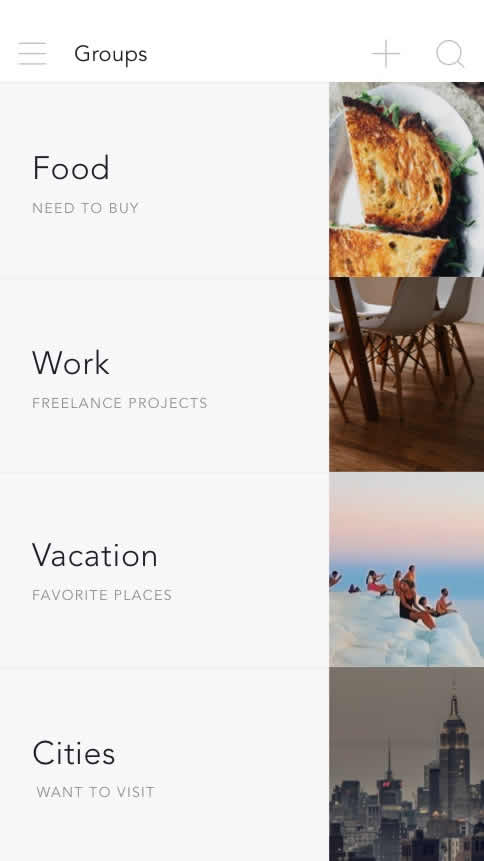 Groups
Food
NEED TO BUY
Work
FREELANCE PROJECTS
Vacation
FAVORITE PLACES
Cities
WANT TO VISIT